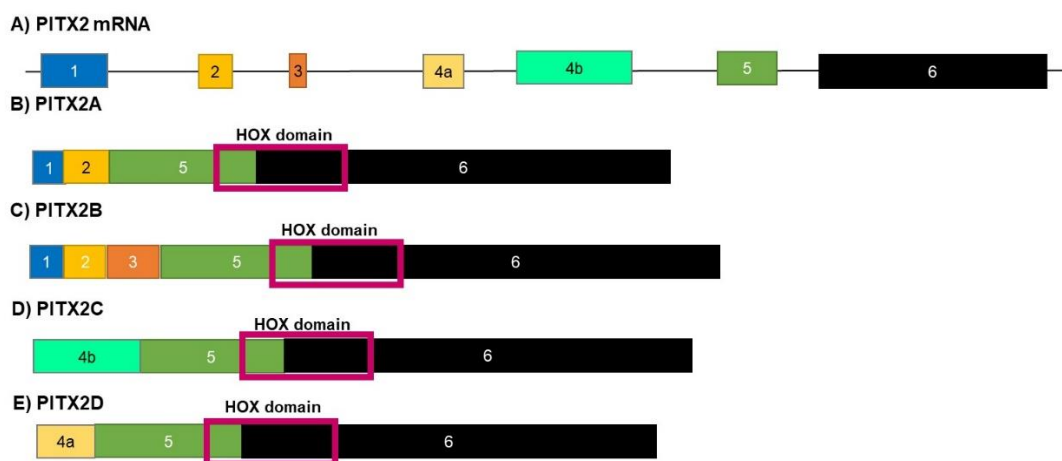 A) PITX2 mRNA
1 2 3 4a 4b 5 6
B) PITX2A
HOX domain
1 2 5 6
C) PITX2B
HOX domain
1 2 3 5 6
D) PITX2C
HOX domain
4b 5 6
E) PITX2D
HOX domain
4a 5 6